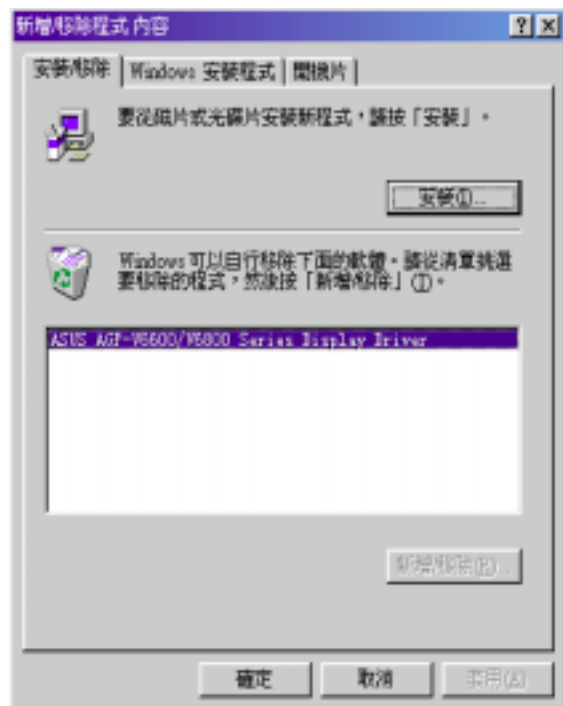 新增/移除程式 內容
安裝/移除
Windows 安裝程式
開機片
要從磁片或光碟片安裝新程式，請按「安裝」。
安裝(I)...
Windows 可以自行移除下面的軟體。請從清單挑選
要移除的程式，然後按「新增/移除」(I)。
ASUS AGP-V6600/V6800 Series Display Driver
新增/移除(R)...
確定
取消
套用(A)